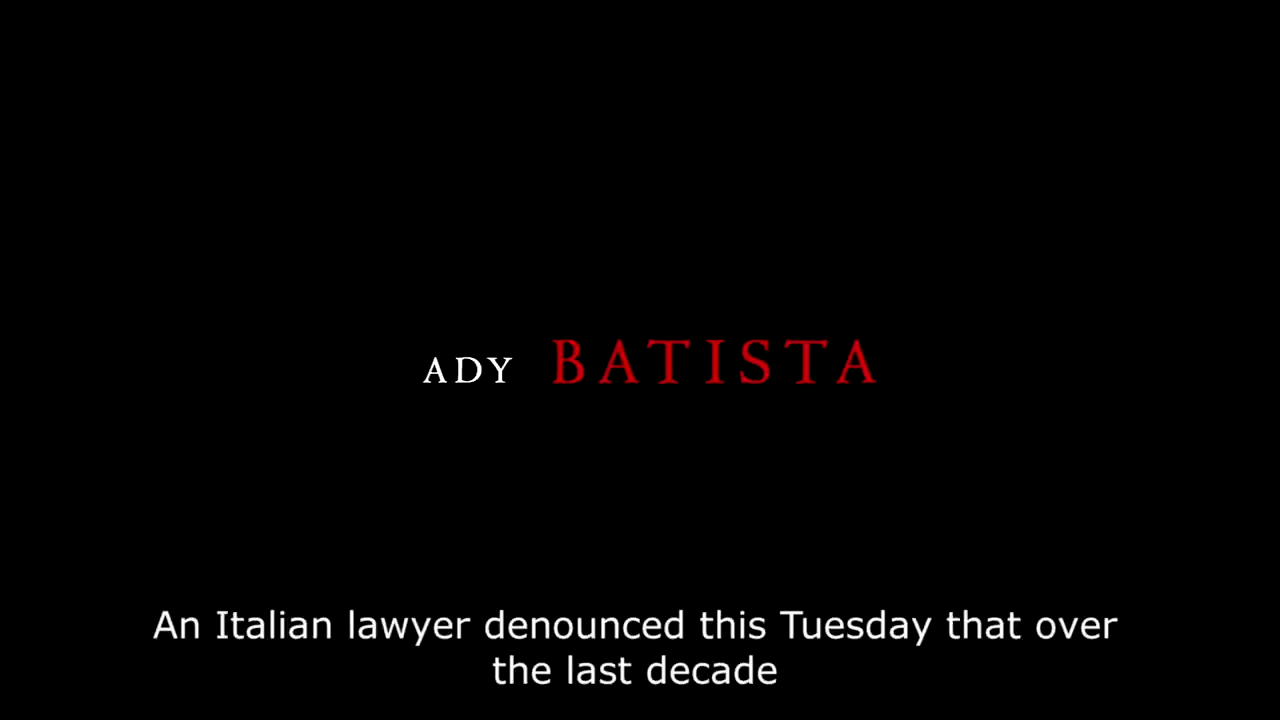 ADY BATISTA
An Italian lawyer denounced this Tuesday that over
the last decade